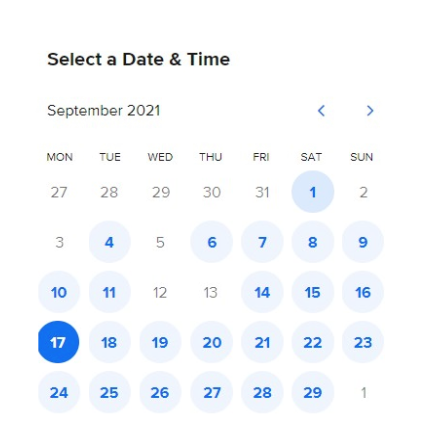 Select a Date & Time
September 2021
MON TUE WED THU FRI SAT SUN
27 28 29 30 31 1 2
3 4 5 6 7 8 9
10 11 12 13 14 15 16
17 18 19 20 21 22 23
24 25 26 27 28 29 1